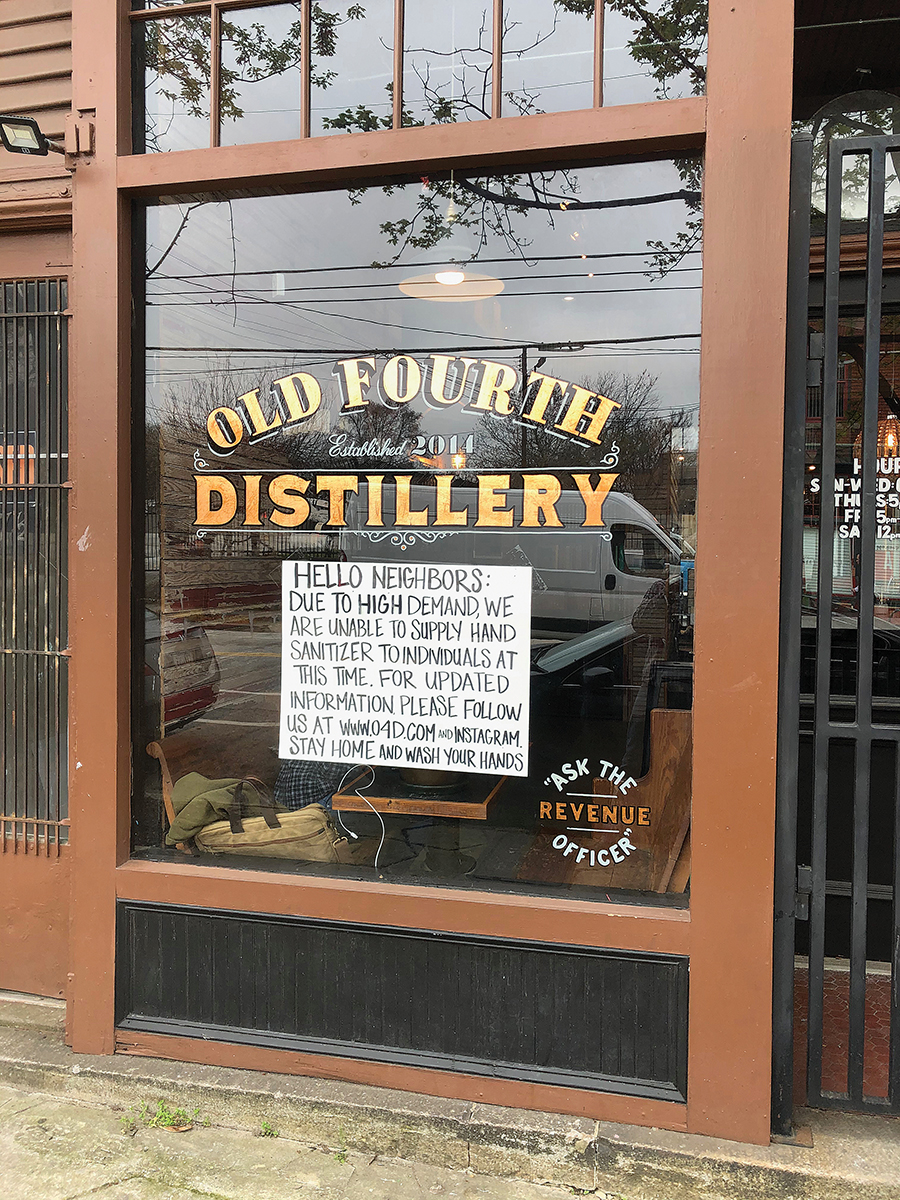 OLD FOURTH
Established 2014
DISTILLERY
HELLO NEIGHBORS:
DUE TO HIGH DEMAND, WE
ARE UNABLE TO SUPPLY HAND
SANITIZER TO INDIVIDUALS AT
THIS TIME. FOR UPDATED
INFORMATION PLEASE FOLLOW
US AT WWW.O4D.COM AND INSTAGRAM.
STAY HOME AND WASH YOUR HANDS
"ASK THE
REVENUE
OFFICER"